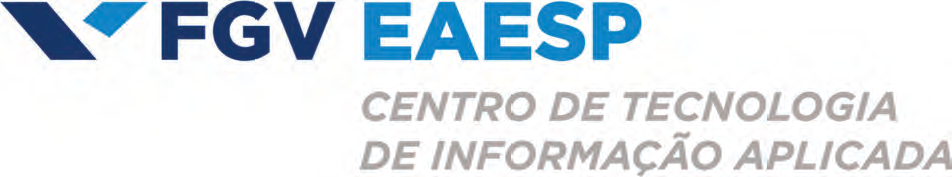 FGV EAESP
CENTRO DE TECNOLOGIA
DE INFORMAÇÃO APLICADA